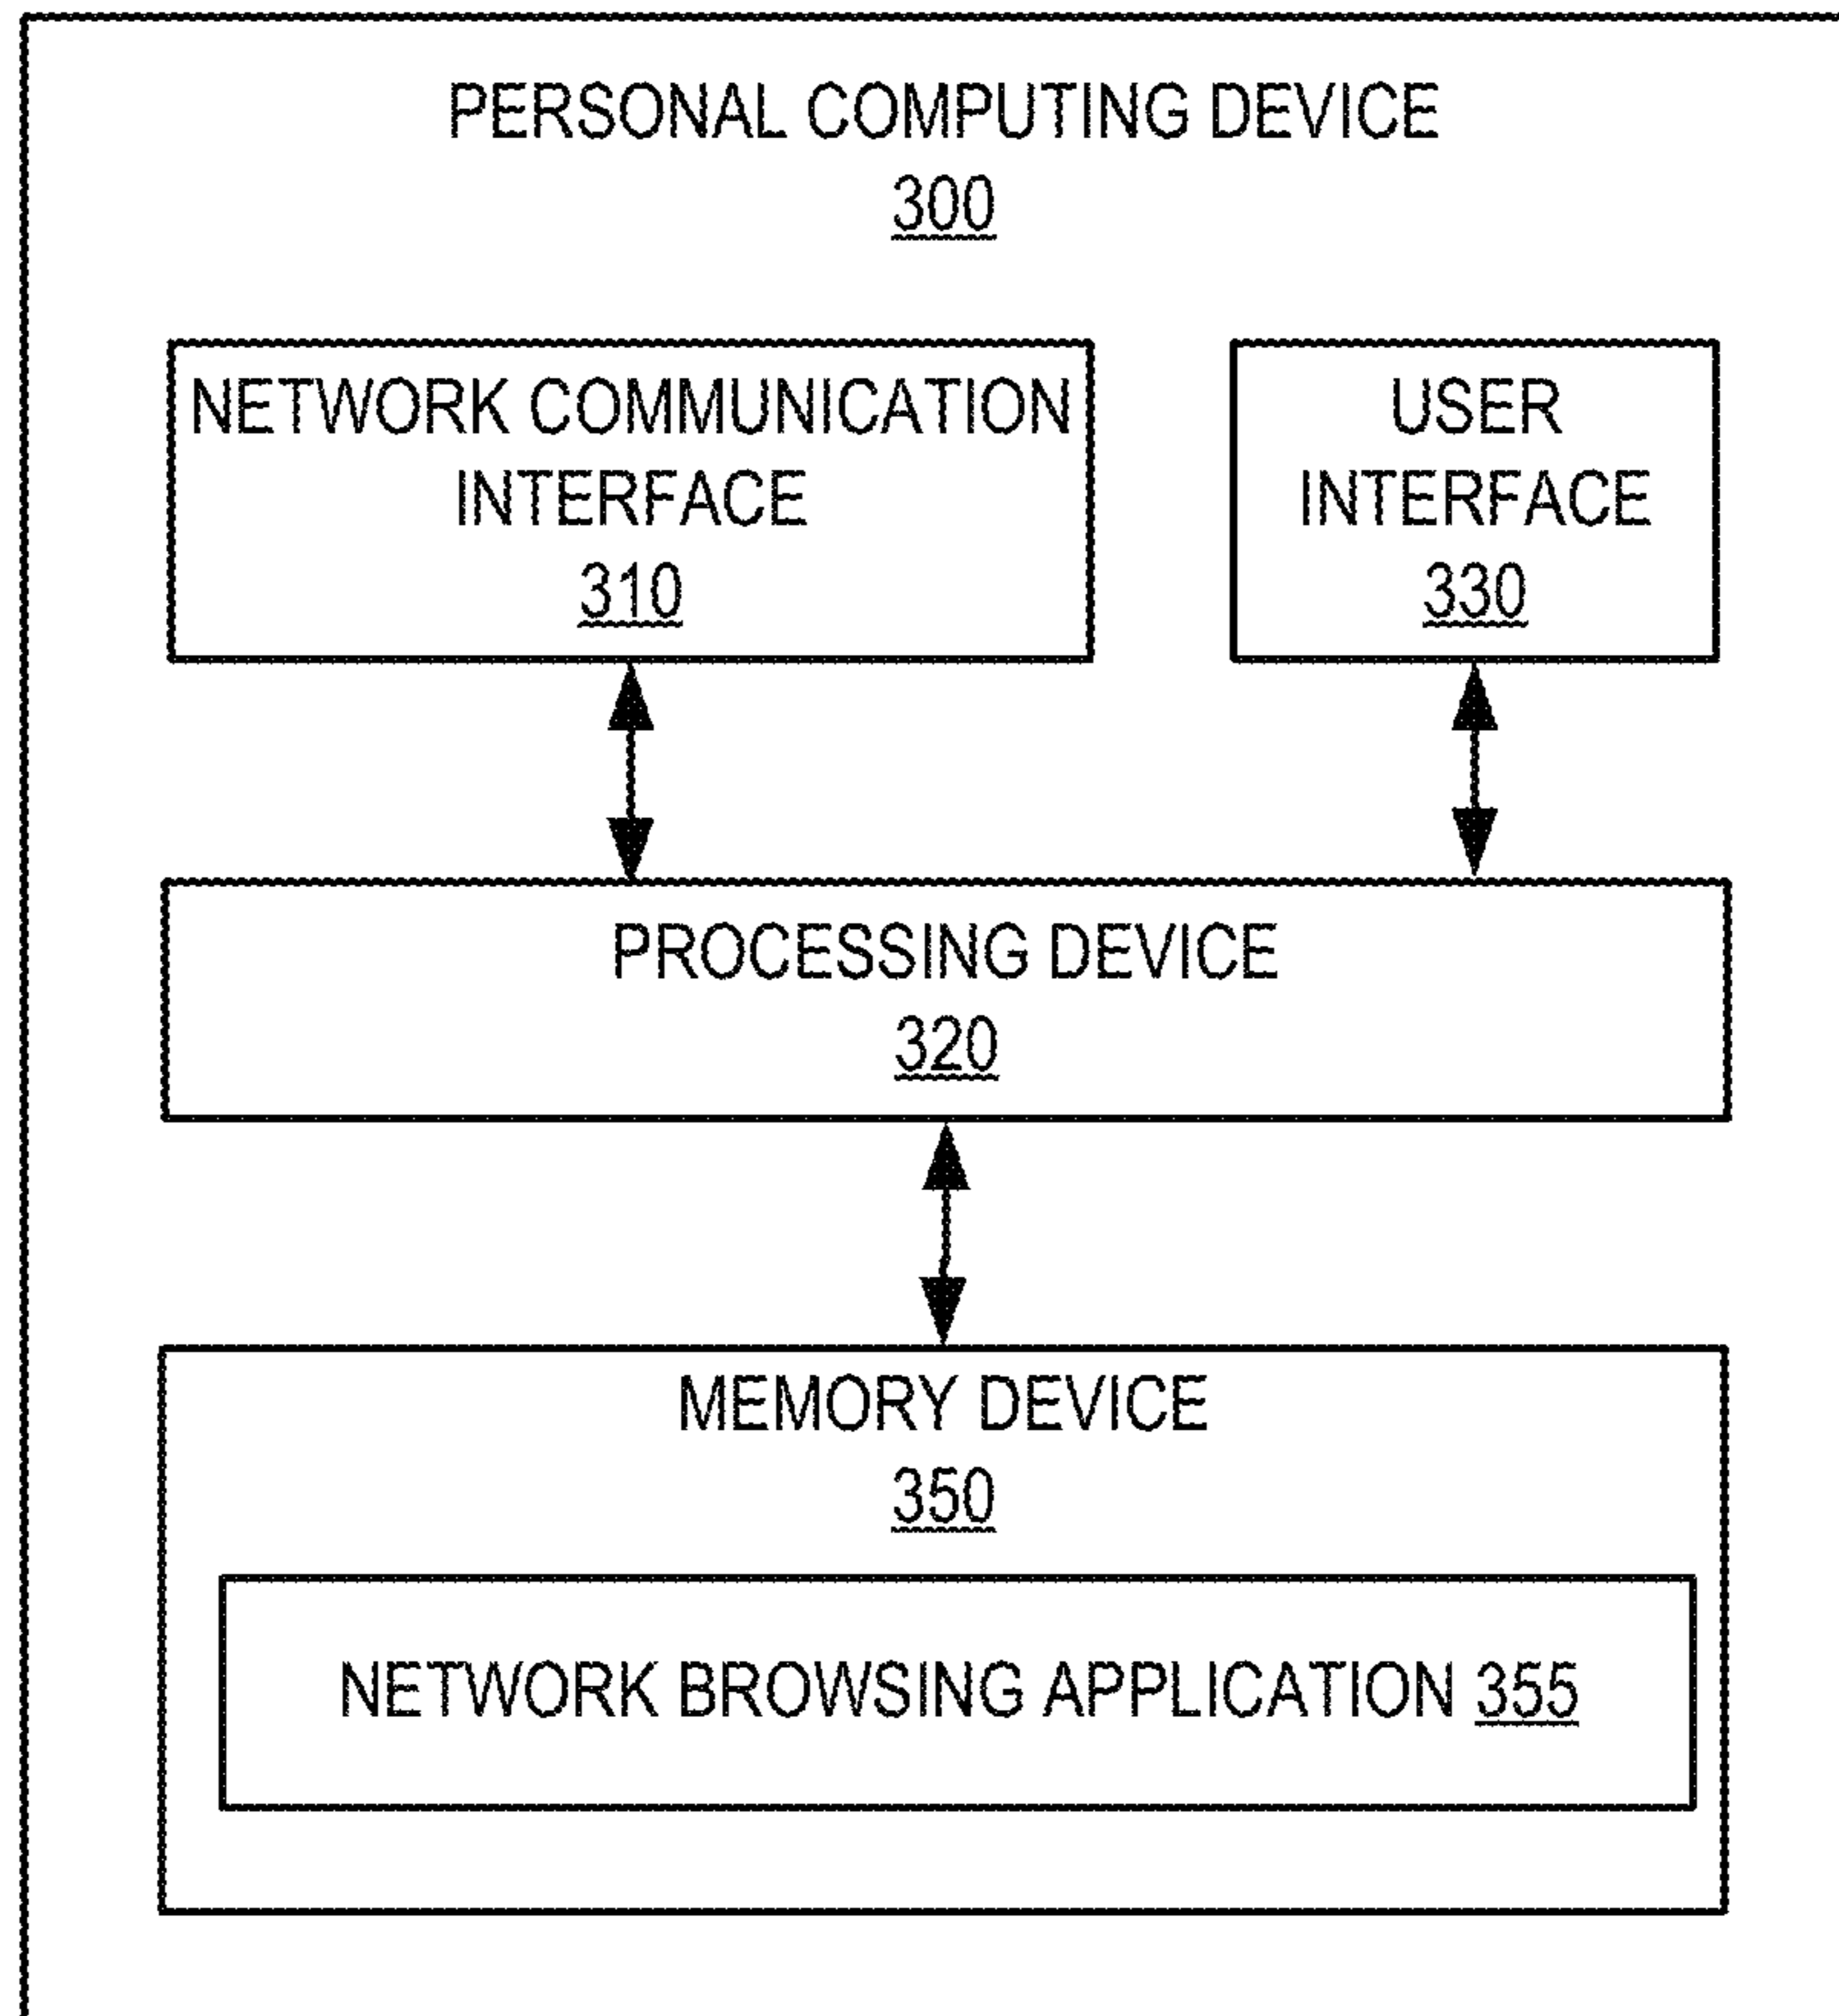 PERSONAL COMPUTING DEVICE
300
NETWORK COMMUNICATION
INTERFACE
310
USER
INTERFACE
330
PROCESSING DEVICE
320
MEMORY DEVICE
350
NETWORK BROWSING APPLICATION 355